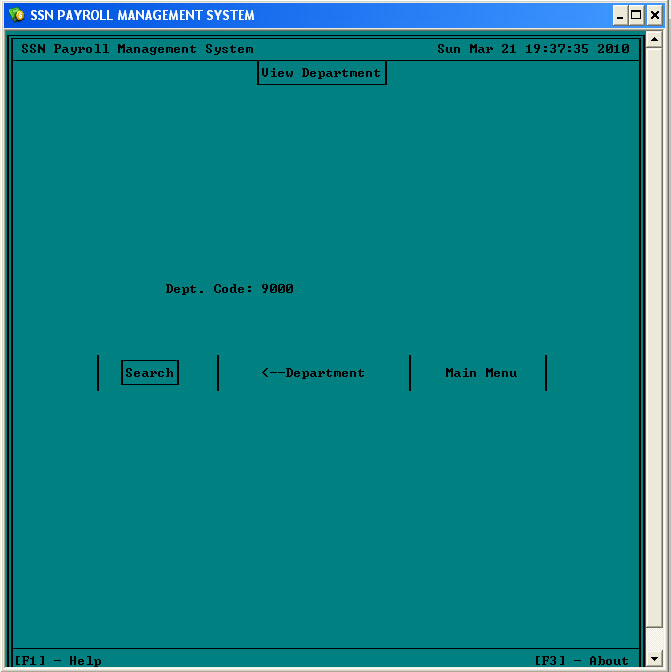 SSN PAYROLL MANAGEMENT SYSTEM
SSN Payroll Management System Sun Mar 21 19:37:35 2010
View Department
Dept. Code: 9000
Search <--Department Main Menu
[F1] - Help [F3] - About